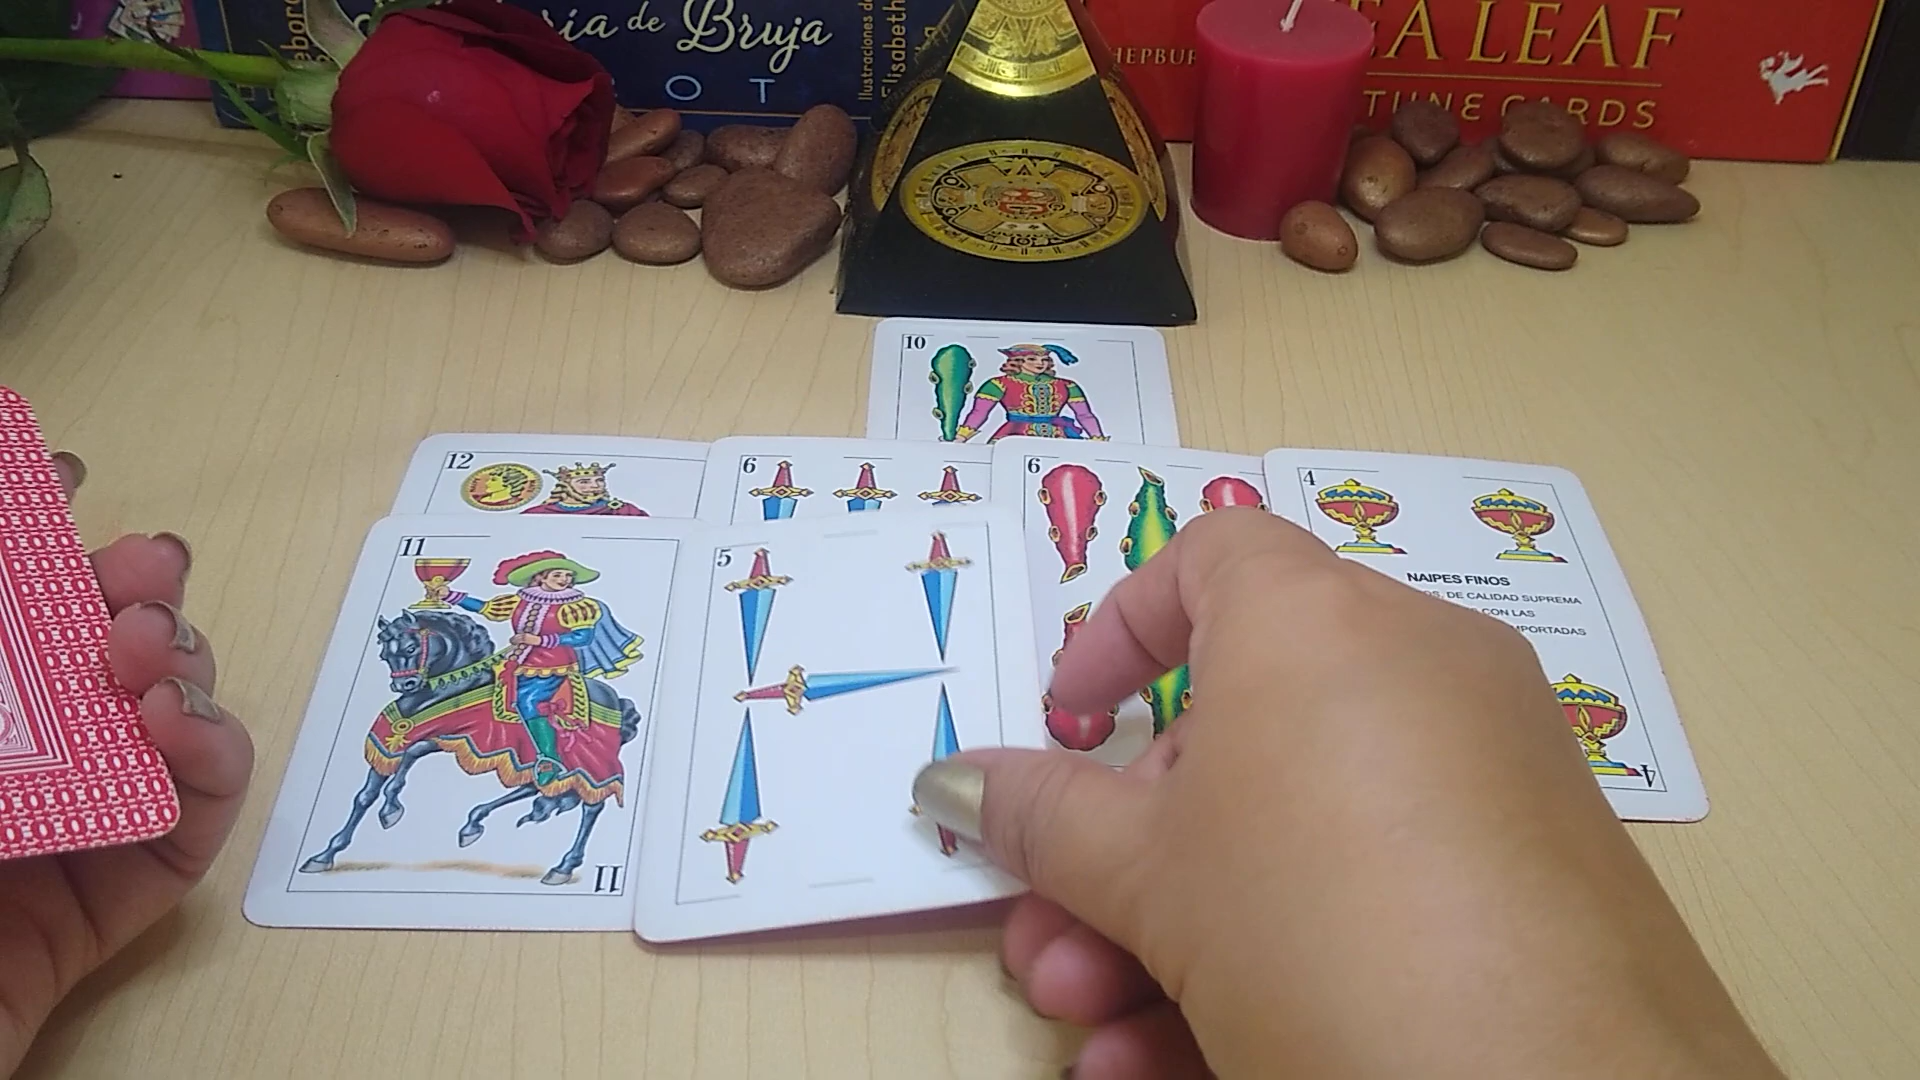 de Bruja
OT
Ilustraciones de
Elisabeth
HEPBUR
EA LEAF
TUNE CARDS
10
12
6
6
4
NAIPES FINOS
OS, DE CALIDAD SUPREMA
CON LAS
IMPORTADAS
4
11
5
11